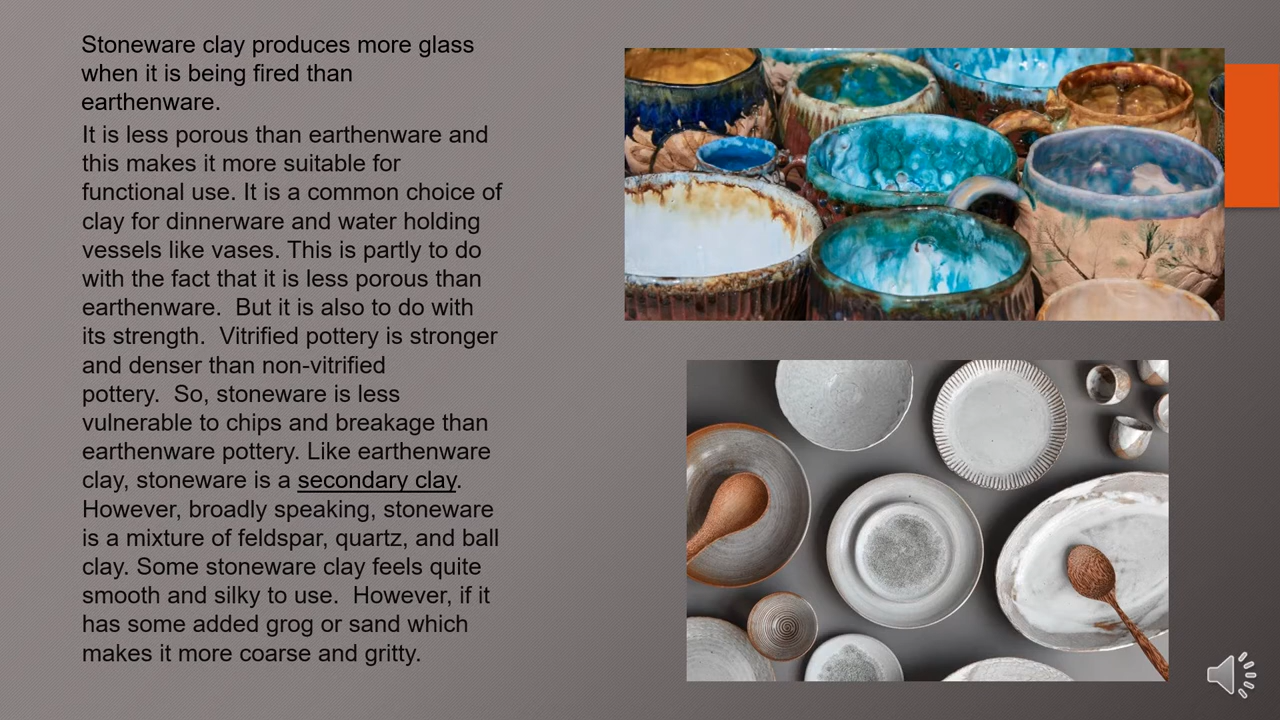 Stoneware clay produces more glass
when it is being fired than
earthenware.
It is less porous than earthenware and
this makes it more suitable for
functional use. It is a common choice of
clay for dinnerware and water holding
vessels like vases. This is partly to do
with the fact that it is less porous than
earthenware.  But it is also to do with
its strength.  Vitrified pottery is stronger
and denser than non-vitrified
pottery.  So, stoneware is less
vulnerable to chips and breakage than
earthenware pottery. Like earthenware
clay, stoneware is a secondary clay.
However, broadly speaking, stoneware
is a mixture of feldspar, quartz, and ball
clay. Some stoneware clay feels quite
smooth and silky to use.  However, if it
has some added grog or sand which
makes it more coarse and gritty.